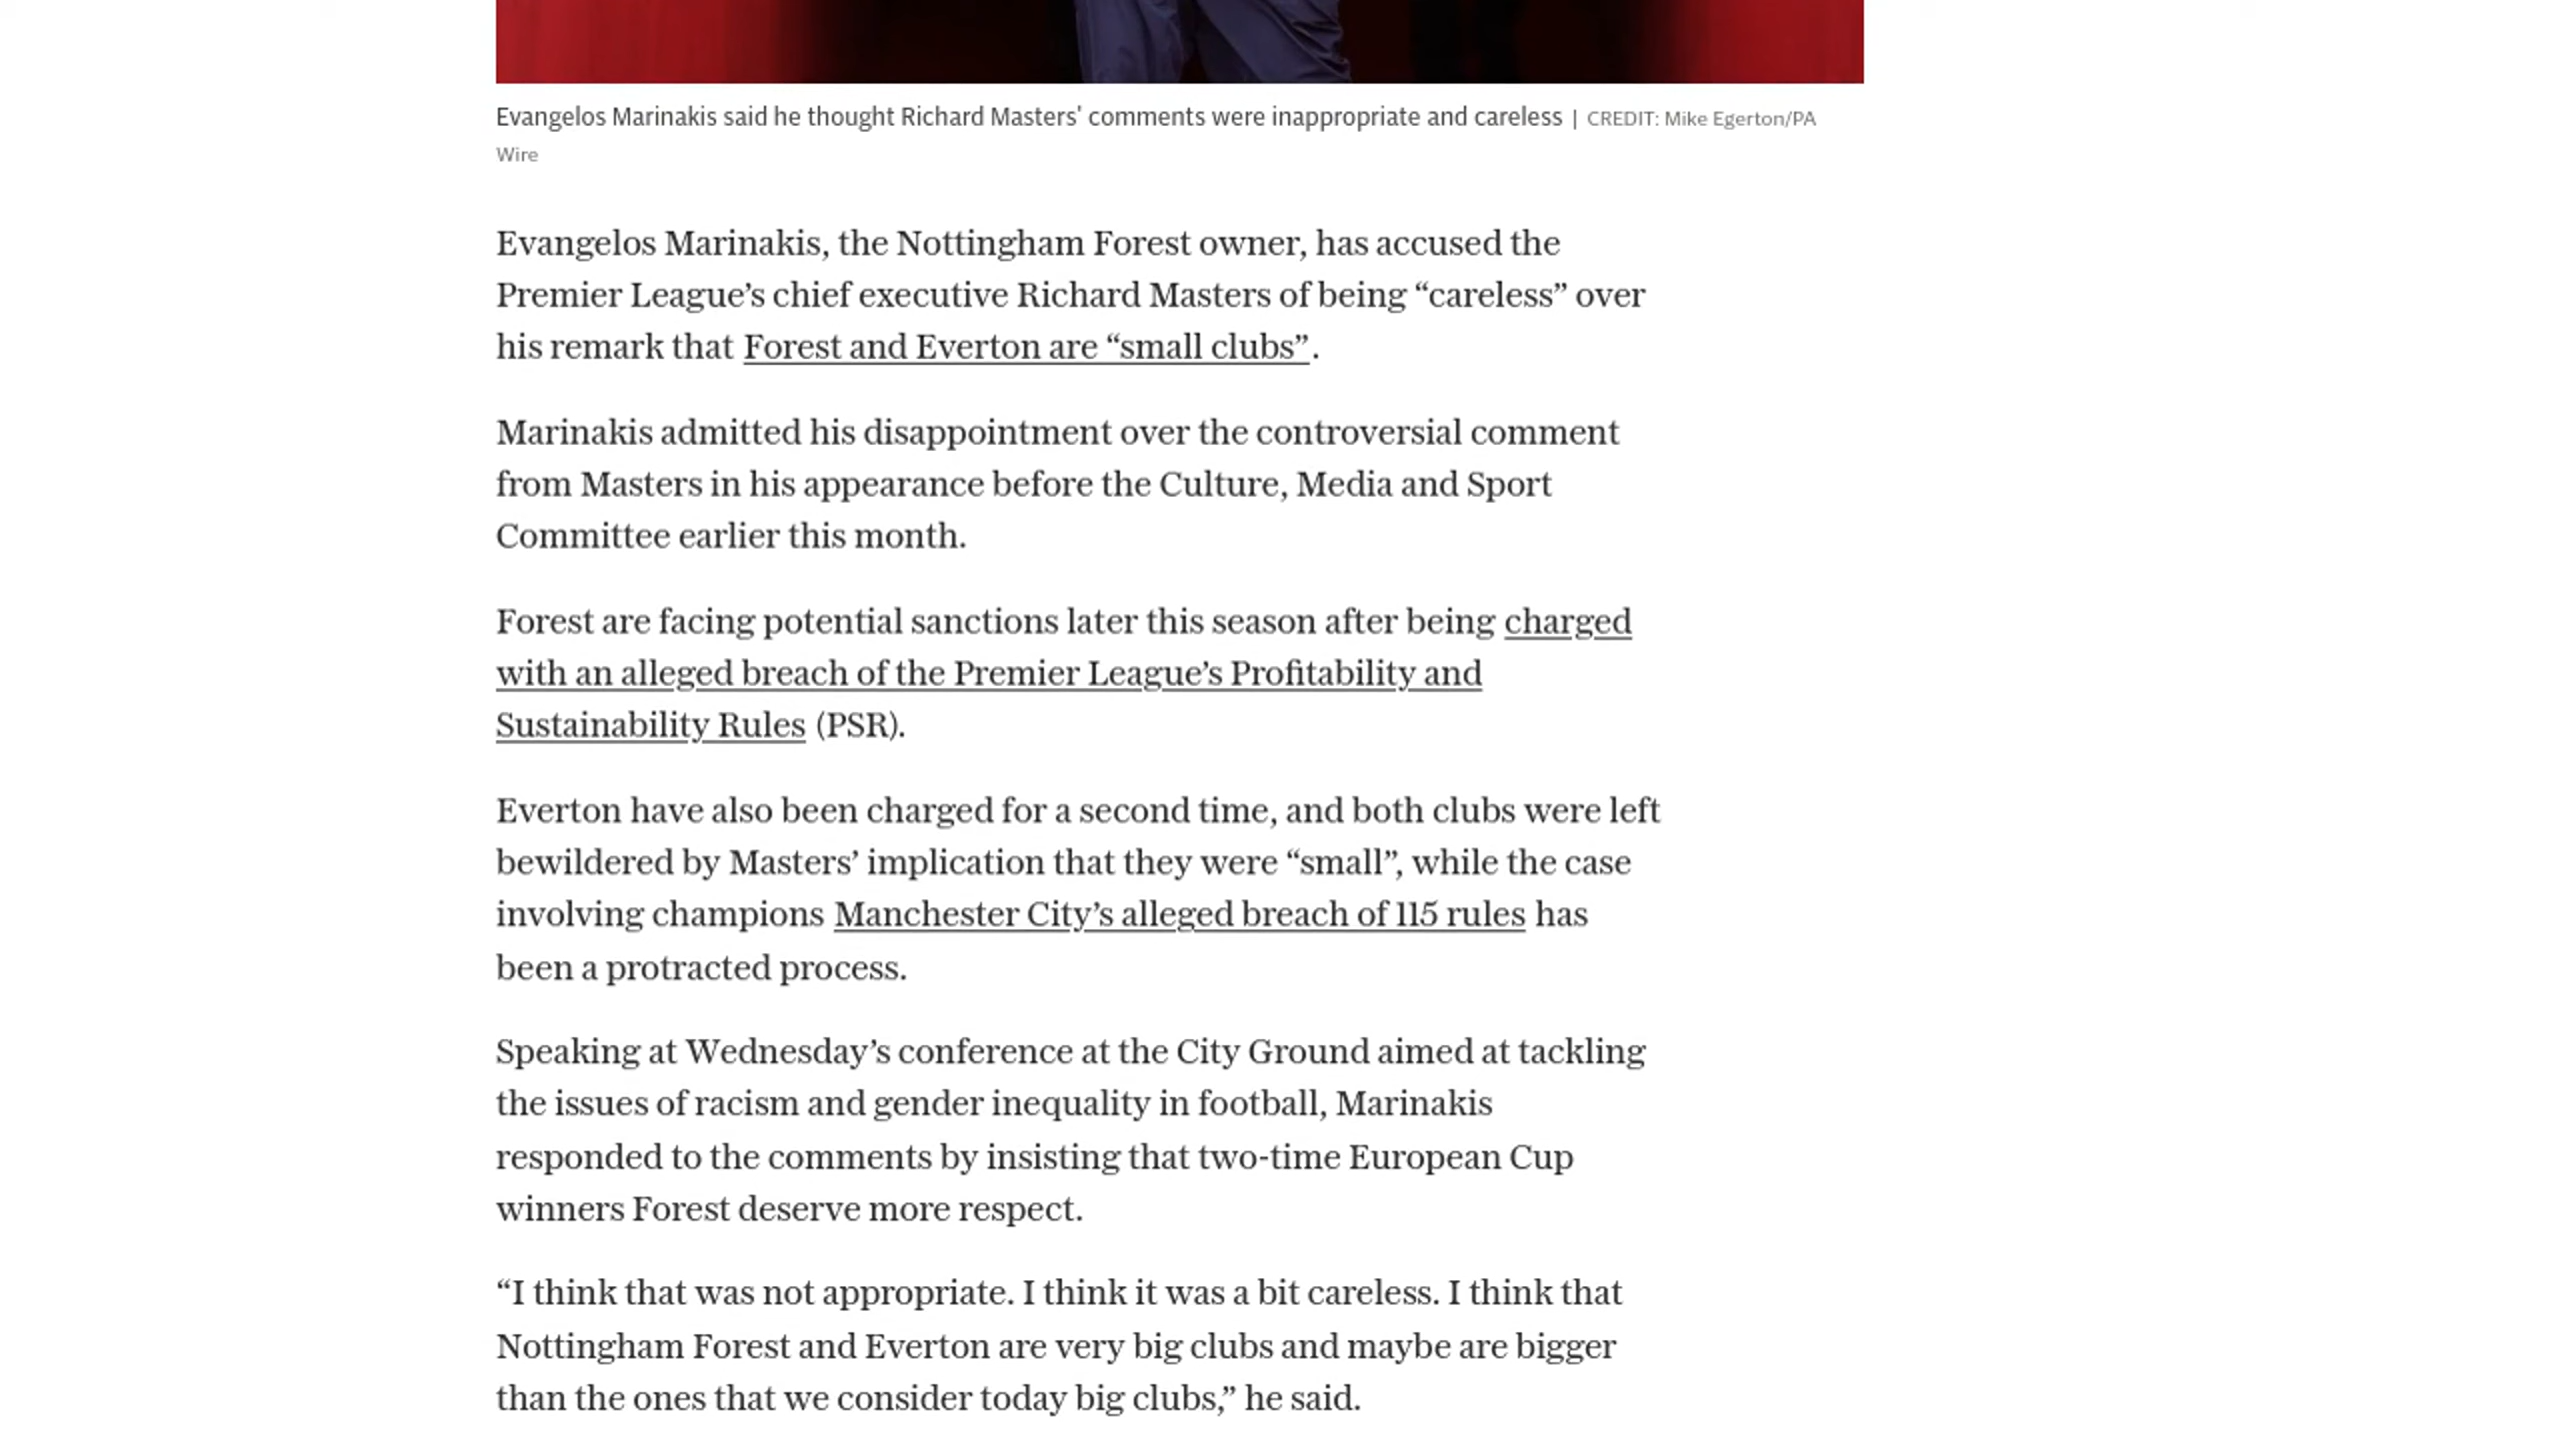 Evangelos Marinakis said he thought Richard Masters' comments were inappropriate and careless | CREDIT: Mike Egerton/PA
Wire
Evangelos Marinakis, the Nottingham Forest owner, has accused the
Premier League’s chief executive Richard Masters of being “careless” over
his remark that Forest and Everton are “small clubs”.
Marinakis admitted his disappointment over the controversial comment
from Masters in his appearance before the Culture, Media and Sport
Committee earlier this month.
Forest are facing potential sanctions later this season after being charged
with an alleged breach of the Premier League’s Profitability and
Sustainability Rules (PSR).
Everton have also been charged for a second time, and both clubs were left
bewildered by Masters’ implication that they were “small”, while the case
involving champions Manchester City’s alleged breach of 115 rules has
been a protracted process.
Speaking at Wednesday’s conference at the City Ground aimed at tackling
the issues of racism and gender inequality in football, Marinakis
responded to the comments by insisting that two-time European Cup
winners Forest deserve more respect.
“I think that was not appropriate. I think it was a bit careless. I think that
Nottingham Forest and Everton are very big clubs and maybe are bigger
than the ones that we consider today big clubs,” he said.